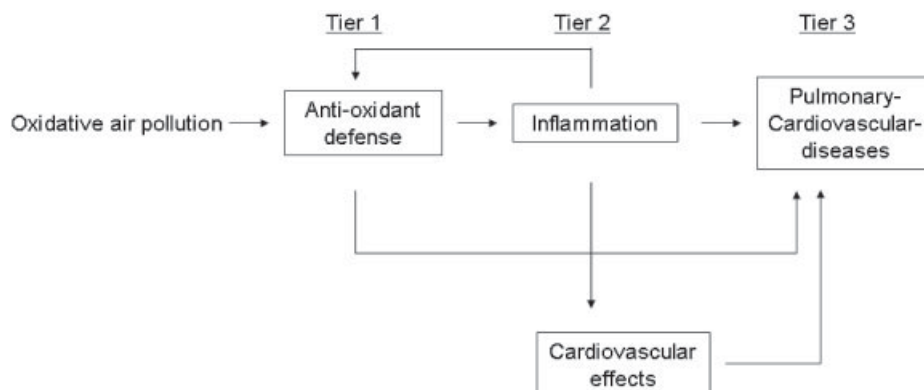 Tier 1
Tier 2
Tier 3
Oxidative air pollution
Anti-oxidant
defense
Inflammation
Pulmonary-
Cardiovascular-
diseases
Cardiovascular
effects